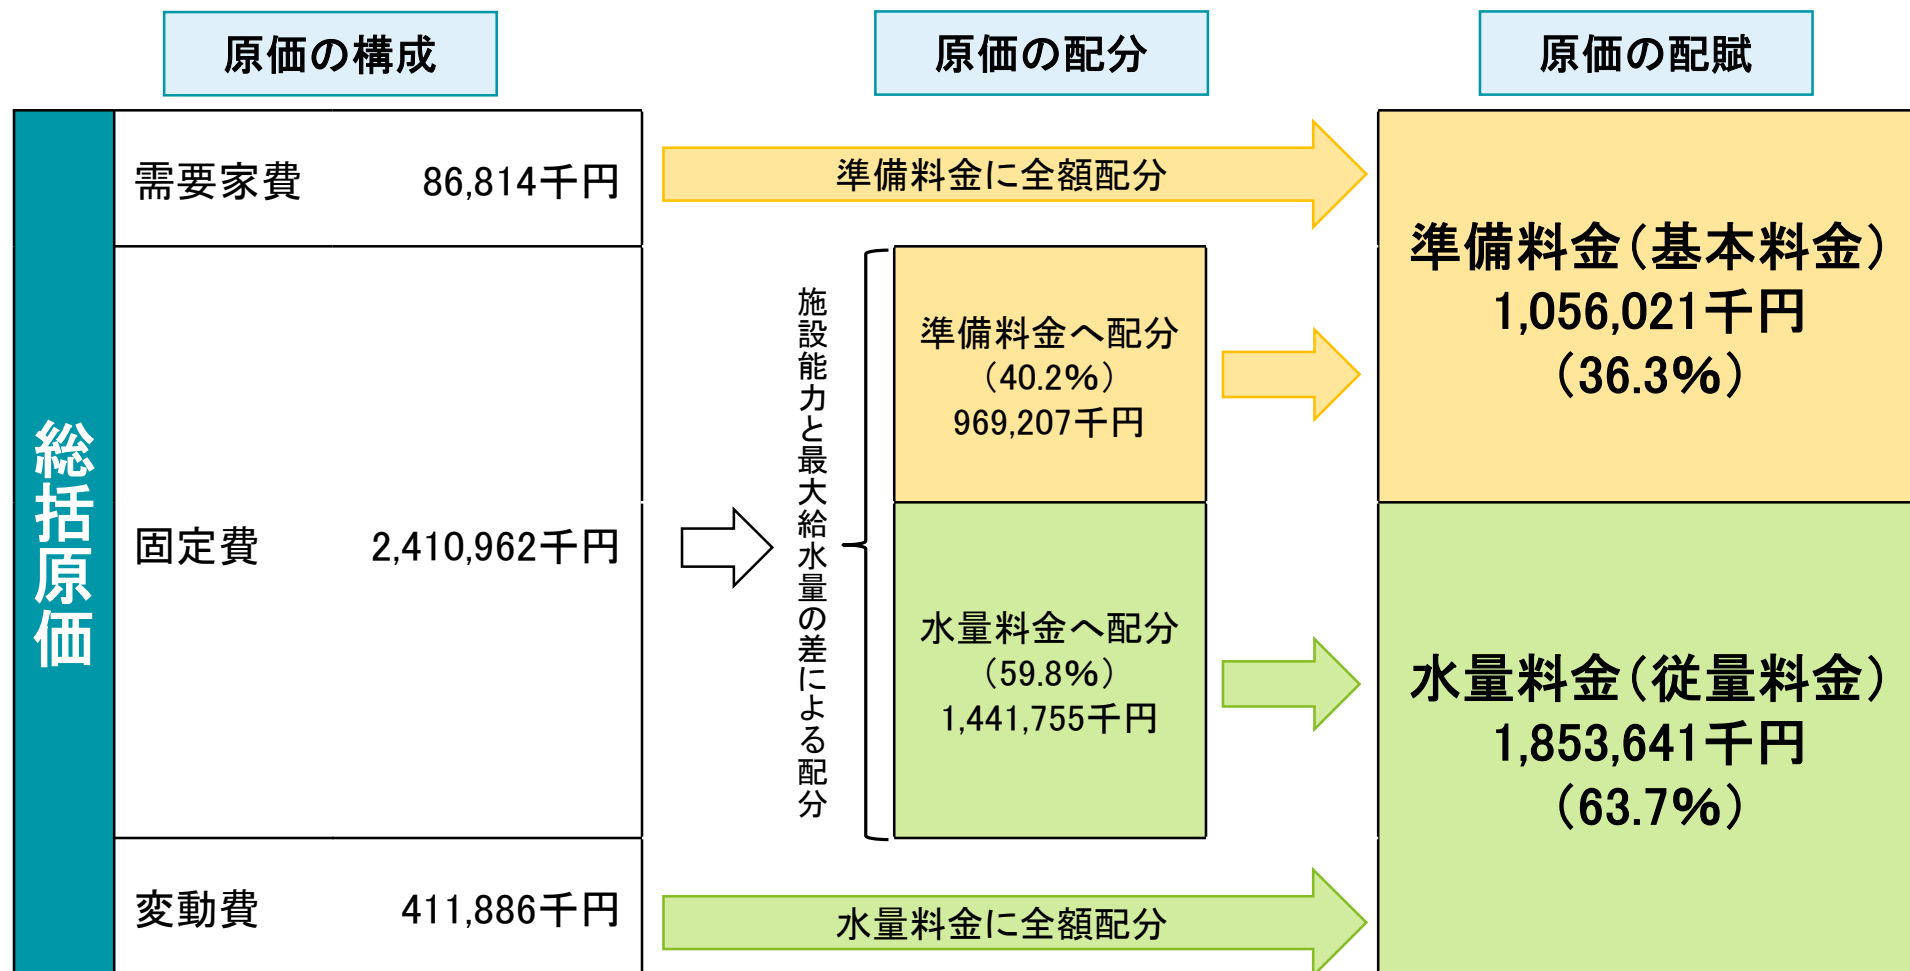 原価の構成
原価の配分
原価の配賦
総括原価
需要家費 86,814千円
準備料金に全額配分
固定費 2,410,962千円
施設能力と最大給水量の差による配分
準備料金へ配分
（40.2％）
969,207千円
水量料金へ配分
（59.8％）
1,441,755千円
変動費 411,886千円
水量料金に全額配分
準備料金（基本料金）
1,056,021千円
（36.3％）
水量料金（従量料金）
1,853,641千円
（63.7％）